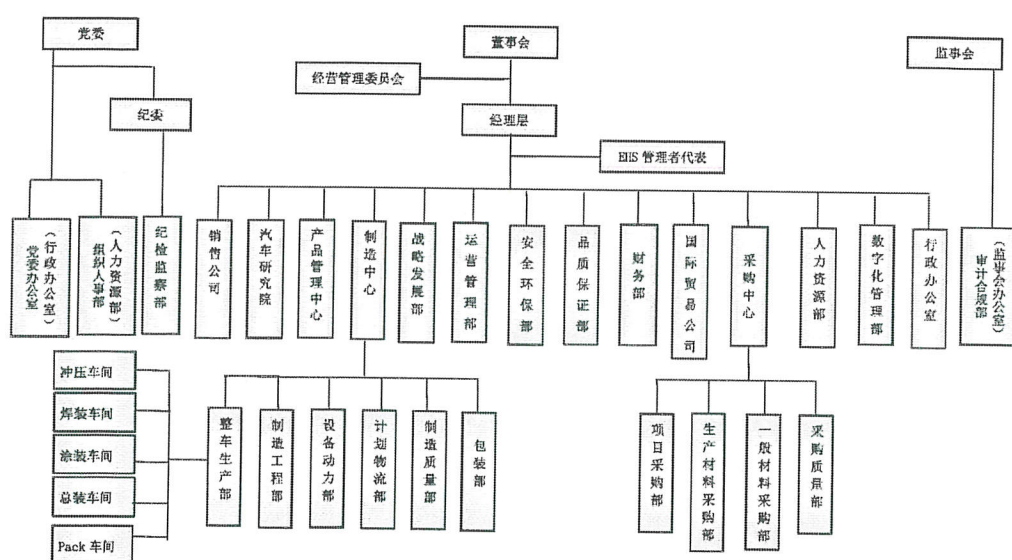 党委
董事会
监事会
经营管理委员会
纪委
经理层
EHS 管理者代表
党委办公室
（行政办公室）
组织人事部
（人力资源部）
纪检监察部
销售公司
汽车研究院
产品管理中心
制造中心
战略发展部
运营管理部
安全环保部
品质保证部
财务部
国际贸易公司
采购中心
人力资源部
数字化管理部
行政办公室
审计合规部
（监事会办公室）
冲压车间
焊装车间
涂装车间
总装车间
Pack 车间
整车生产部
制造工程部
设备动力部
计划物流部
制造质量部
包装部
项目采购部
生产材料采购部
一般材料采购部
采购质量部